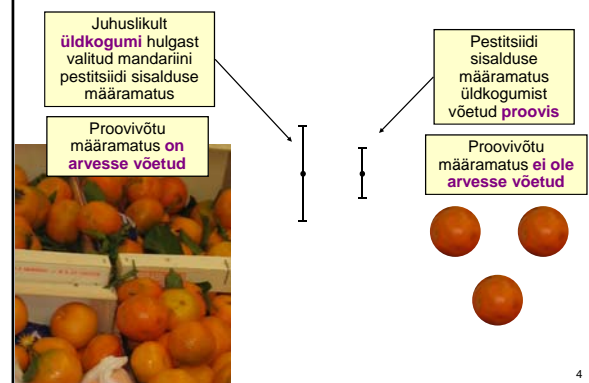 Juhuslikult
üldkogumi hulgast
valitud mandariini
pestitsiidi sisalduse
määramatus
Proovivõtu
määramatus on
arvesse võetud
Pestitsiidi
sisalduse
määramatus
üldkogumist
võetud proovis
Proovivõtu
määramatus ei ole
arvesse võetud
4